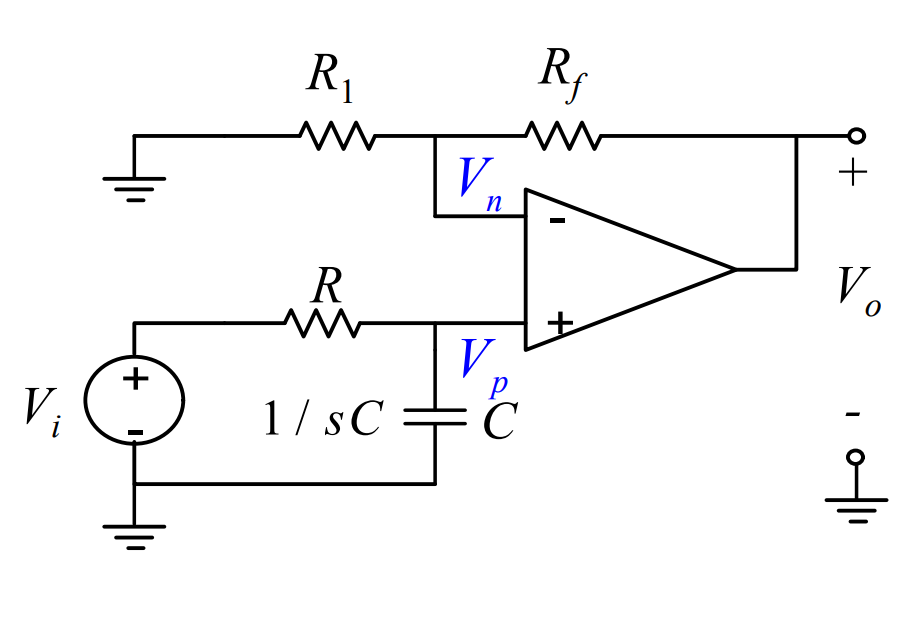 R1
Rf
Vn
-
+
Vo
R
+
Vp
+
Vi
1 / sC
C
-
-